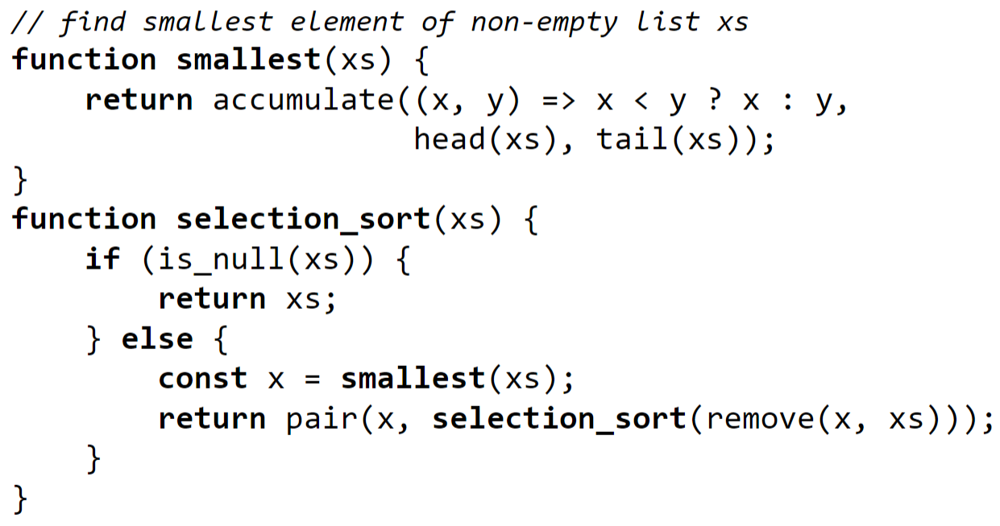 // find smallest element of non-empty list xs
function smallest(xs) {
    return accumulate((x, y) => x < y ? x : y,
                      head(xs), tail(xs));
}
function selection_sort(xs) {
    if (is_null(xs)) {
        return xs;
    } else {
        const x = smallest(xs);
        return pair(x, selection_sort(remove(x, xs)));
    }
}